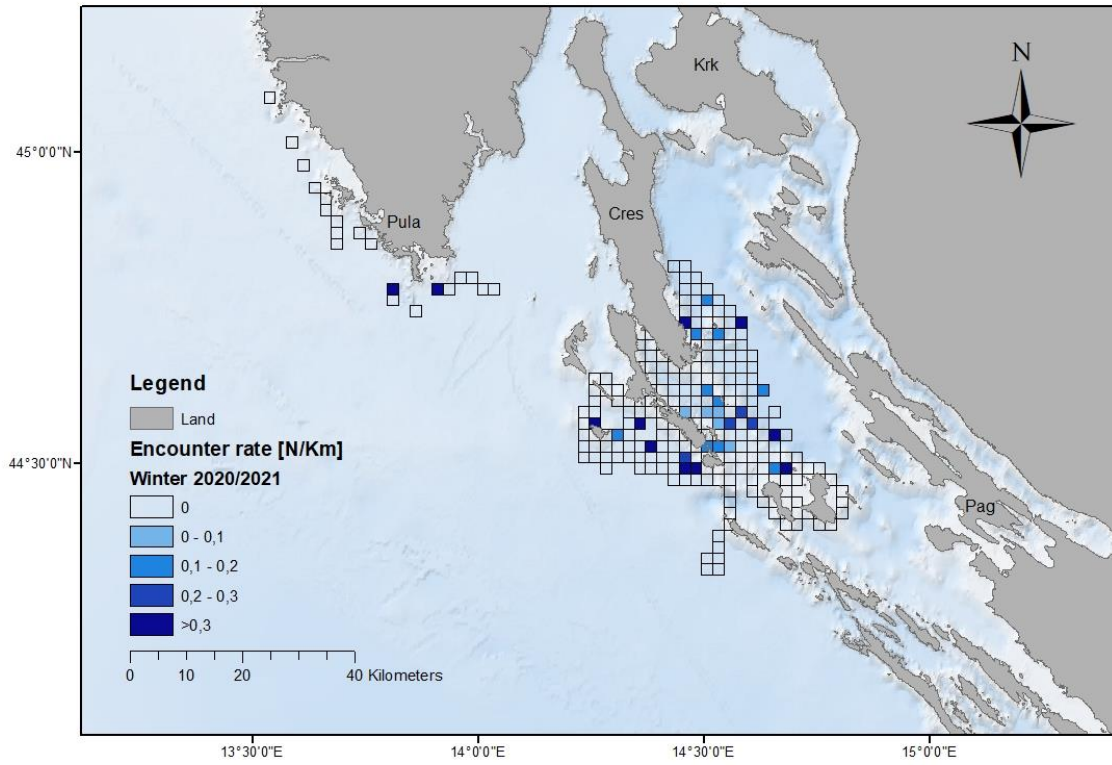 Krk
N
45°0'0"N
Cres
Pula
Legend
Land
Encounter rate [N/Km]
Winter 2020/2021
44°30'0"N
0
Pag
0 - 0,1
0,1 - 0,2
0,2 - 0,3
>0,3
0 10 20 40 Kilometers
13°30'0"E 14°0'0"E 14°30'0"E 15°0'0"E